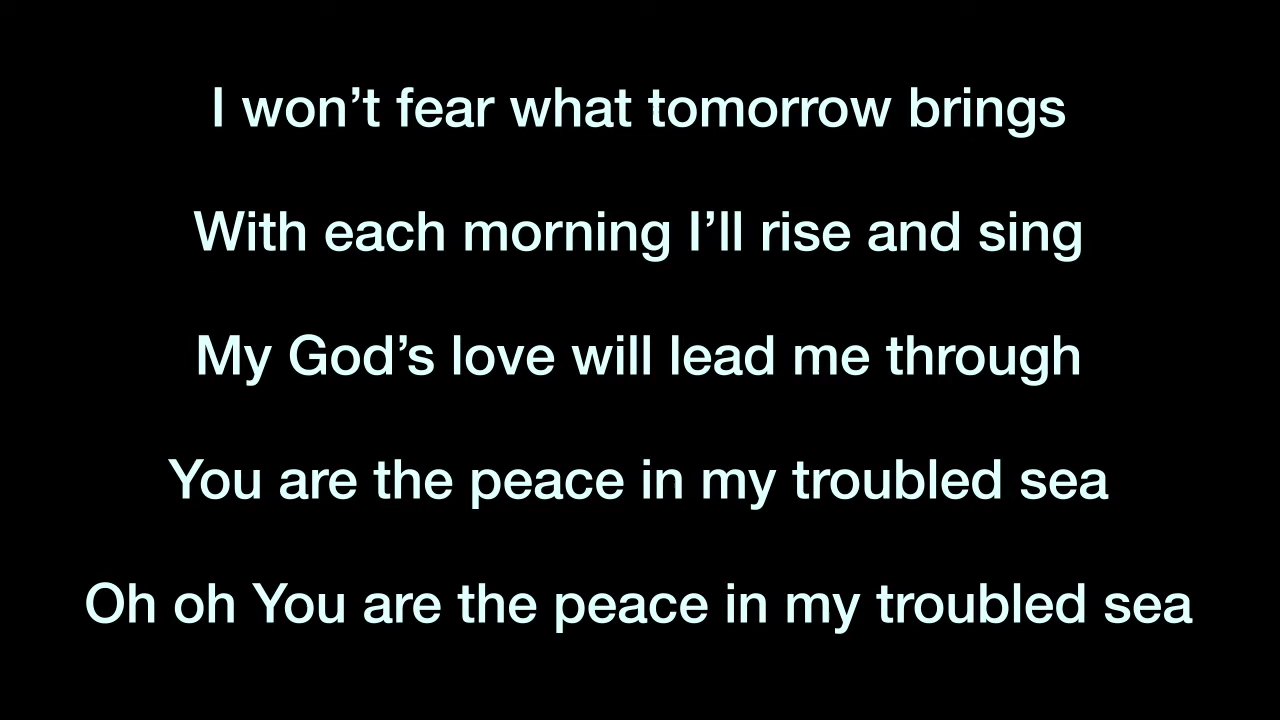 I won’t fear what tomorrow brings
With each morning I’ll rise and sing
My God’s love will lead me through
You are the peace in my troubled sea
Oh oh You are the peace in my troubled sea